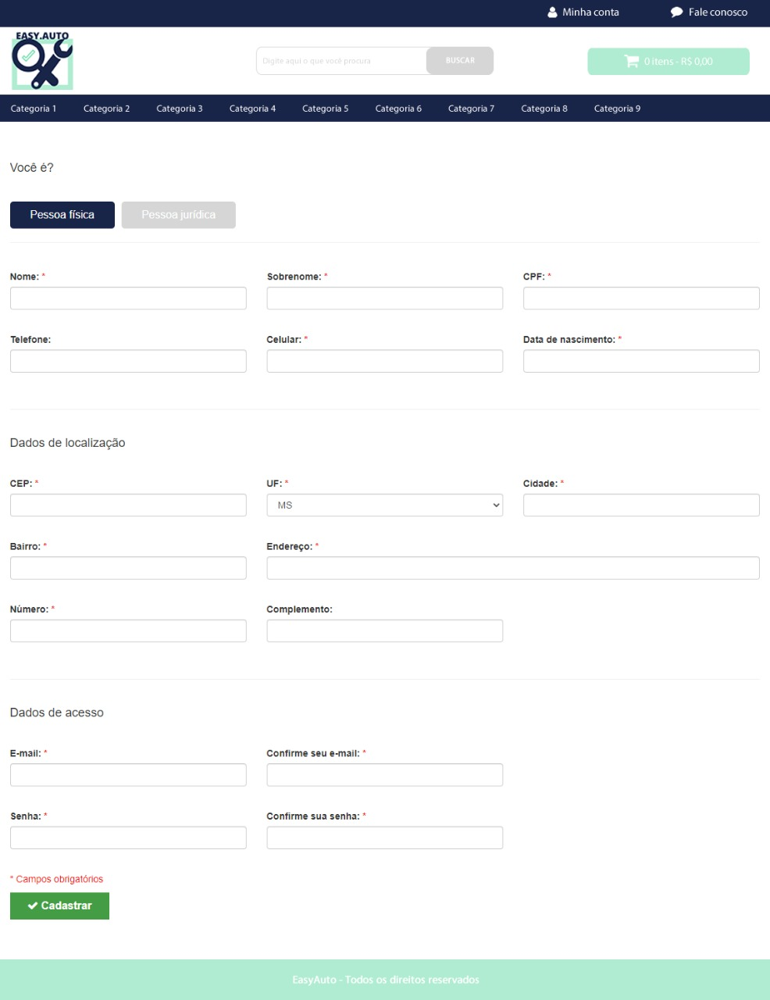 Minha conta Fale conosco
EASY.AUTO
Digite aqui o que você procura BUSCAR 0 itens - R$ 0,00
Categoria 1 Categoria 2 Categoria 3 Categoria 4 Categoria 5 Categoria 6 Categoria 7 Categoria 8 Categoria 9
Você é?
Pessoa física Pessoa jurídica
Nome: * Sobrenome: * CPF: *
Telefone: Celular: * Data de nascimento: *
Dados de localização
CEP: * UF: * Cidade: *
MS
Bairro: * Endereço: *
Número: * Complemento:
Dados de acesso
E-mail: * Confirme seu e-mail: *
Senha: * Confirme sua senha: *
* Campos obrigatórios
Cadastrar
EasyAuto - Todos os direitos reservados